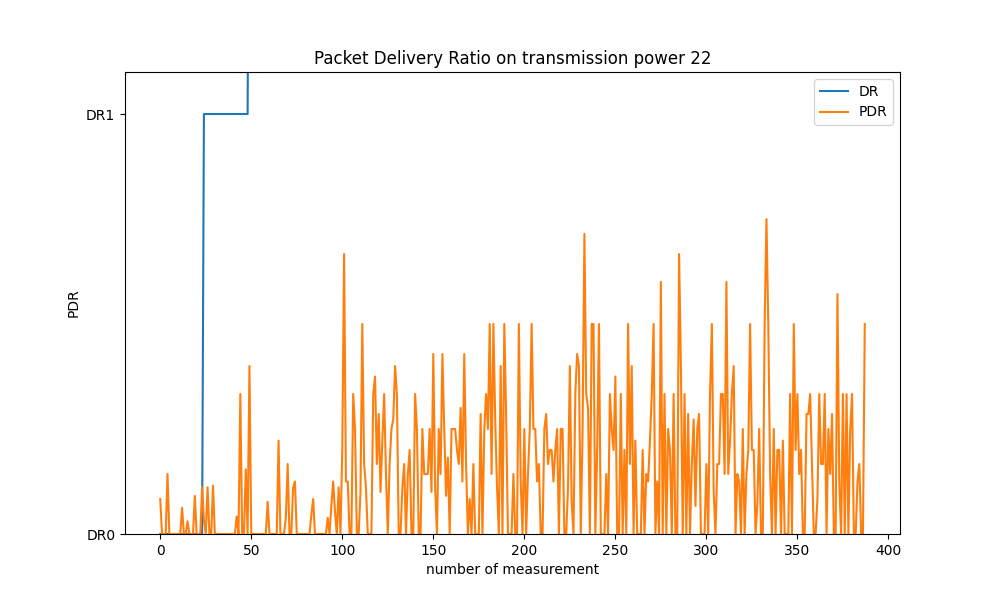 Packet Delivery Ratio on transmission power 22
DR
PDR
DR1
PDR
DR0
0 50 100 150 200 250 300 350 400
number of measurement